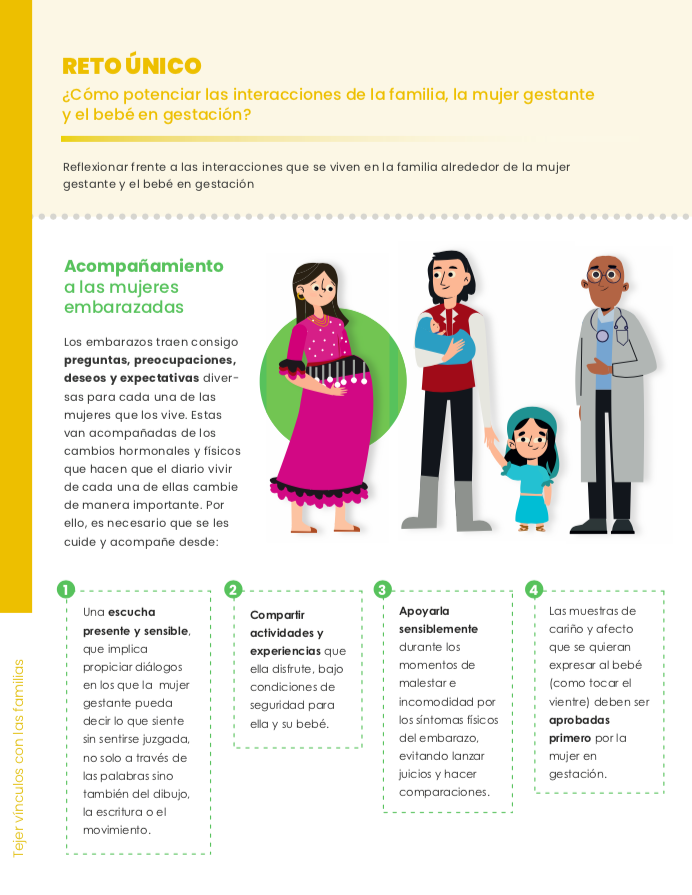 RETO ÚNICO
¿Cómo potenciar las interacciones de la familia, la mujer gestante
y el bebé en gestación?
Reflexionar frente a las interacciones que se viven en la familia alrededor de la mujer
gestante y el bebé en gestación
Acompañamiento
a las mujeres
embarazadas
Los embarazos traen consigo
preguntas, preocupaciones,
deseos y expectativas diver-
sas para cada una de las
mujeres que los vive. Estas
van acompañadas de los
cambios hormonales y físicos
que hacen que el diario vivir
de cada una de ellas cambie
de manera importante. Por
ello, es necesario que se les
cuide y acompañe desde:
1
Una escucha
presente y sensible,
que implica
propiciar diálogos
en los que la mujer
gestante pueda
decir lo que siente
sin sentirse juzgada,
no solo a través de
las palabras sino
también del dibujo,
la escritura o el
movimiento.
2
Compartir
actividades y
experiencias que
ella disfrute, bajo
condiciones de
seguridad para
ella y su bebé.
3
Apoyarla
sensiblemente
durante los
momentos de
malestar e
incomodidad por
los síntomas físicos
del embarazo,
evitando lanzar
juicios y hacer
comparaciones.
4
Las muestras de
cariño y afecto
que se quieran
expresar al bebé
(como tocar el
vientre) deben ser
aprobadas
primero por la
mujer en
gestación.
Tejer vínculos con las familias